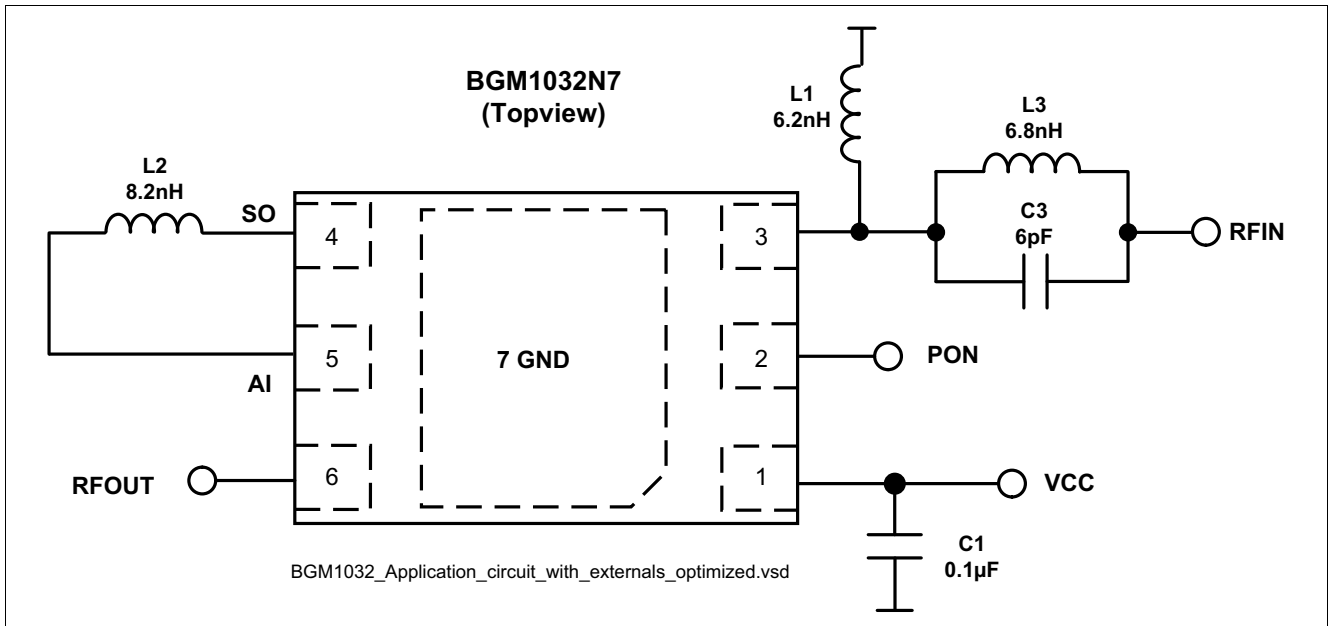 BGM1032N7
(Topview)
L1
6.2nH
L3
6.8nH
L2
8.2nH
SO
4
3
C3
6pF
RFIN
5
7 GND
2
PON
AI
RFOUT
6
1
VCC
C1
0.1µF
BGM1032_Application_circuit_with_externals_optimized.vsd